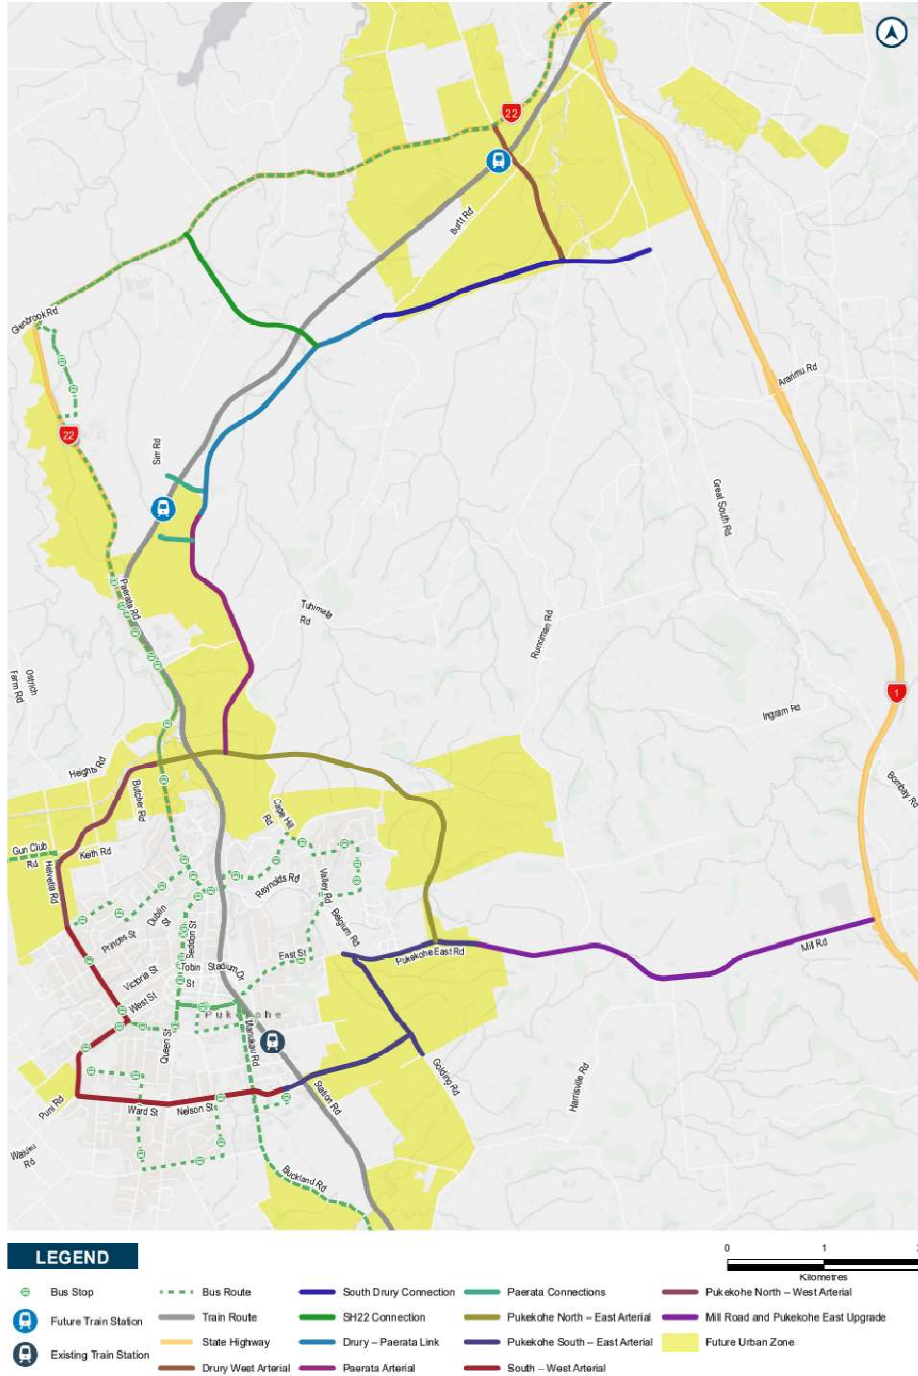 22
Burtt Rd
Glenbrook Rd
Ararimu Rd
22
Sim Rd
Great South Rd
Paerata Rd
Tuhimata
Rd
Runciman Rd
Ostrich
Farm Rd
1
Ingram Rd
Heights Rd
Bombay Rd
Butcher Rd
Cape Hill
Rd
Gun Club
Rd
Keith Rd
Helvetia Rd
Reynolds Rd
Valley Rd
Dublin
St
Belgium Rd
Princes St
Seddon St
East St
Pukekohe East Rd
Mill Rd
Tobin
St
Stadium Dr
Victoria St
West St
Pukekohe
Queen St
Manukau Rd
Golding Rd
Harrisville Rd
Station Rd
Puni Rd
Ward St
Nelson St
Waiuku
Rd
Buckland Rd
LEGEND
0 1 2
Kilometres
Bus Stop
Future Train Station
Existing Train Station
Bus Route
Train Route
State Highway
Drury West Arterial
South Drury Connection
SH22 Connection
Drury – Paerata Link
Paerata Arterial
Paerata Connections
Pukekohe North – East Arterial
Pukekohe South – East Arterial
South – West Arterial
Pukekohe North – West Arterial
Mill Road and Pukekohe East Upgrade
Future Urban Zone